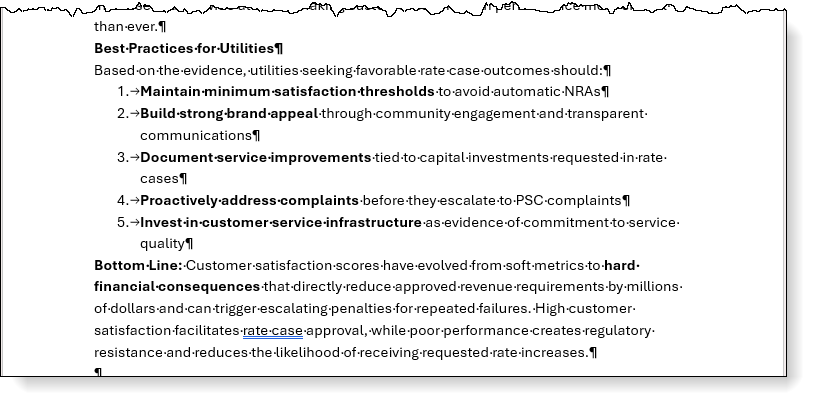 than ever.¶
Best·Practices·for·Utilities¶
Based·on·the·evidence,·utilities·seeking·favorable·rate·case·outcomes·should:¶
1.→Maintain·minimum·satisfaction·thresholds·to·avoid·automatic·NRAs¶
2.→Build·strong·brand·appeal·through·community·engagement·and·transparent·
communications¶
3.→Document·service·improvements·tied·to·capital·investments·requested·in·rate·
cases¶
4.→Proactively·address·complaints·before·they·escalate·to·PSC·complaints¶
5.→Invest·in·customer·service·infrastructure·as·evidence·of·commitment·to·service·
quality¶
Bottom·Line:·Customer·satisfaction·scores·have·evolved·from·soft·metrics·to·hard·
financial·consequences·that·directly·reduce·approved·revenue·requirements·by·millions·
of·dollars·and·can·trigger·escalating·penalties·for·repeated·failures.·High·customer·
satisfaction·facilitates·rate·case·approval,·while·poor·performance·creates·regulatory·
resistance·and·reduces·the·likelihood·of·receiving·requested·rate·increases.¶
¶